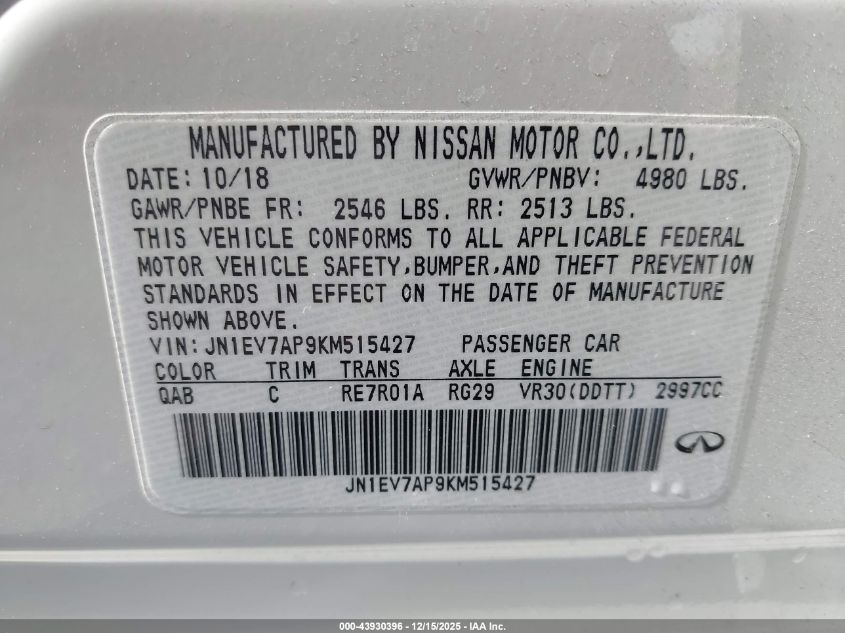 MANUFACTURED BY NISSAN MOTOR CO.,LTD.
DATE: 10/18 GVWR/PNBV: 4980 LBS.
GAWR/PNBE FR: 2546 LBS. RR: 2513 LBS.
THIS VEHICLE CONFORMS TO ALL APPLICABLE FEDERAL
MOTOR VEHICLE SAFETY,BUMPER,AND THEFT PREVENTION
STANDARDS IN EFFECT ON THE DATE OF MANUFACTURE
SHOWN ABOVE.
VIN:JN1EV7AP9KM515427 PASSENGER CAR
COLOR TRIM TRANS AXLE ENGINE
QAB C RE7R01A RG29 VR30(DDTT) 2997CC
JN1EV7AP9KM515427
000-43930396 - 12/15/2025 - IAA Inc.